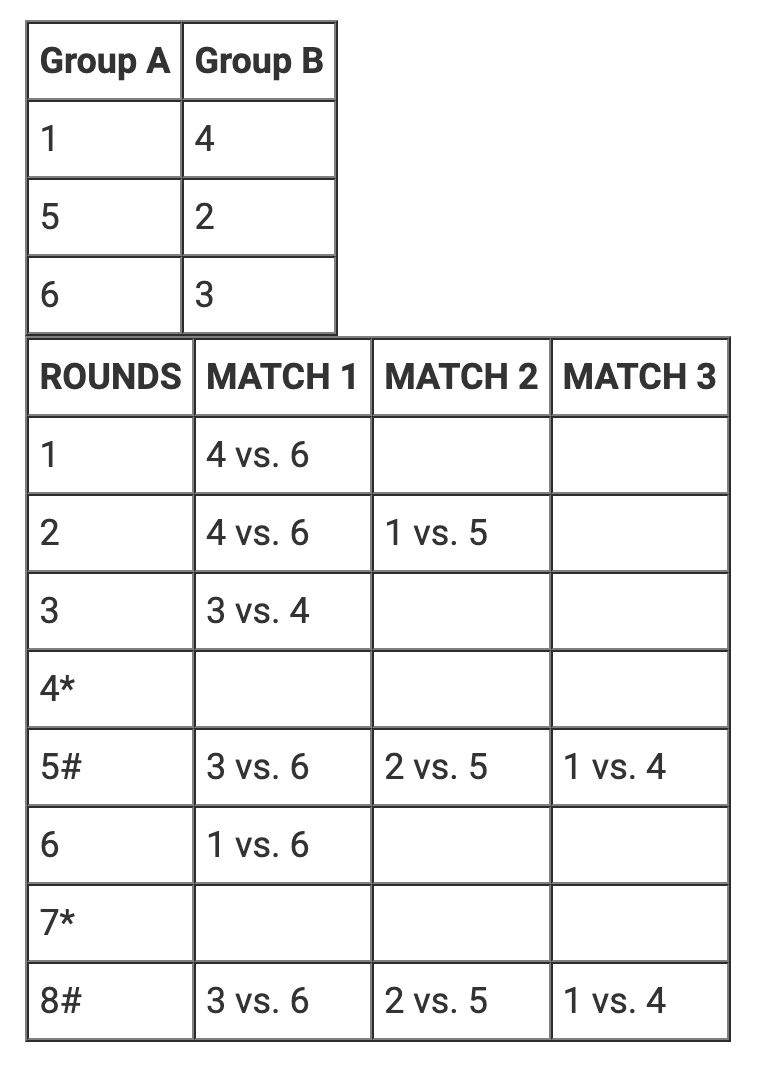 Group A Group B
1 4
5 2
6 3
ROUNDS MATCH 1 MATCH 2 MATCH 3
1 4 vs. 6
2 4 vs. 6 1 vs. 5
3 3 vs. 4
4*
5# 3 vs. 6 2 vs. 5 1 vs. 4
6 1 vs. 6
7*
8# 3 vs. 6 2 vs. 5 1 vs. 4